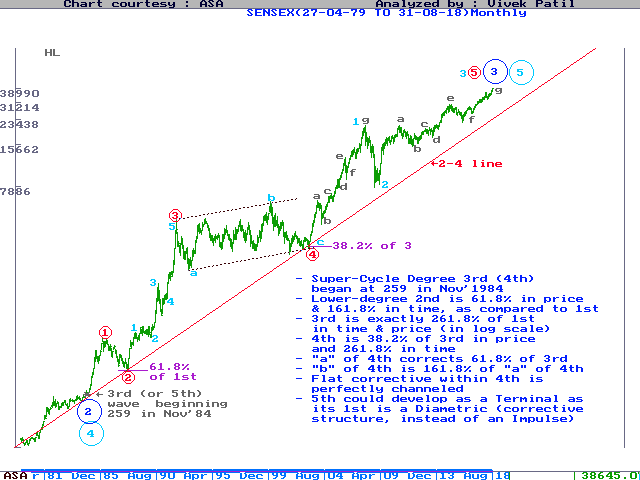 Chart courtesy : ASA Analyzed by : Vivek Patil
SENSEX(27-04-79 TO 31-08-18)Monthly
HL
3 5 3 5
38990
g
31214
e
23438
1 g
a
c
f
d
b
15662
e
←2-4 line
f
7886
c
d
2
a
b
b
3
5
c
38.2% of 3
4
a
3
4
- Super-Cycle Degree 3rd (4th)
began at 259 in Nov'1984
- Lower-degree 2nd is 61.8% in price
& 161.8% in time, as compared to 1st
- 3rd is exactly 261.8% of 1st
in time & price (in log scale)
- 4th is 38.2% of 3rd in price
and 261.8% in time
- "a" of 4th corrects 61.8% of 3rd
- "b" of 4th is 161.8% of "a" of 4th
- Flat corrective within 4th is
perfectly channeled
- 5th could develop as a Terminal as
its 1st is a Diametric (corrective
structure, instead of an Impulse)
1
1
2
61.8%
of 1st
2
← 3rd (or 5th)
wave beginning
259 in Nov'84
2
4
ASA r 81 Dec 85 Aug 90 Apr 95 Dec 99 Aug 04 Apr 09 Dec 13 Aug 18 38645.0